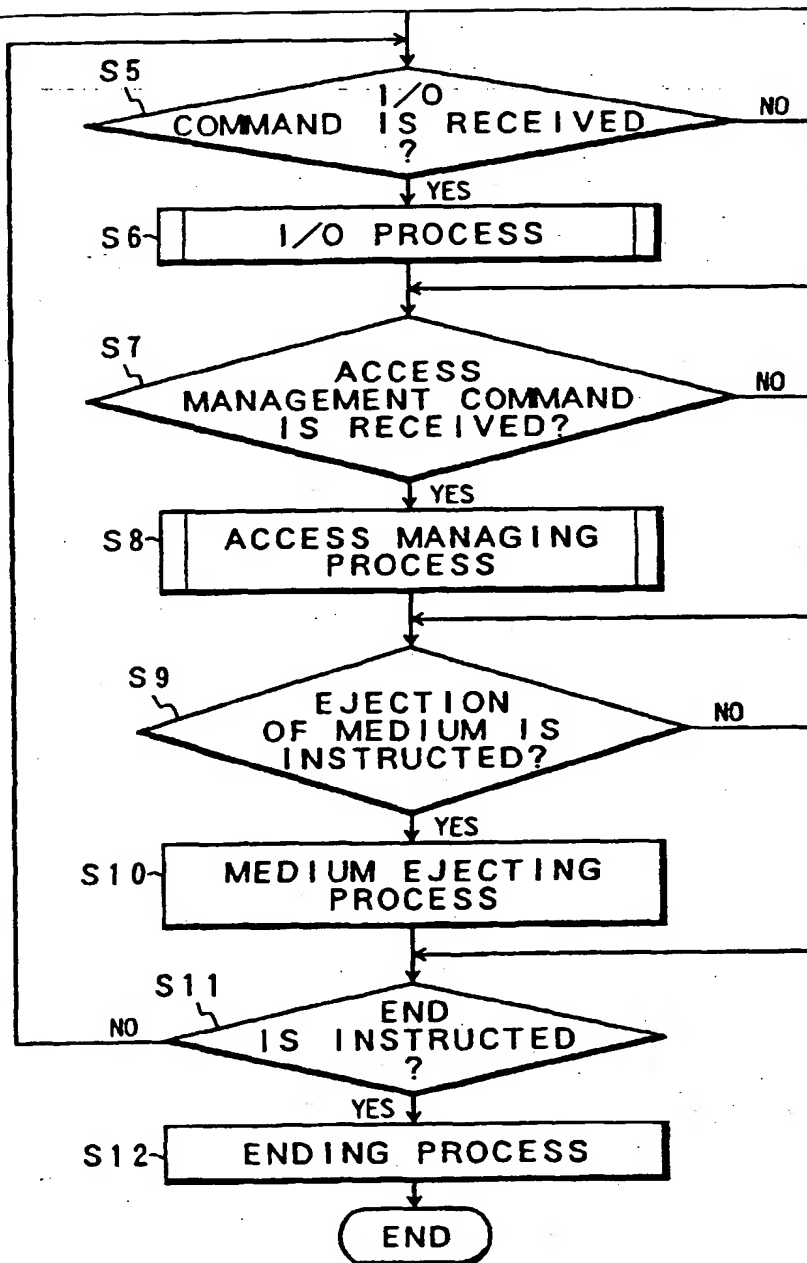 S5
I/O
COMMAND IS RECEIVED
?
NO
YES
S6
I/O PROCESS
S7
ACCESS
MANAGEMENT COMMAND
IS RECEIVED?
NO
YES
S8
ACCESS MANAGING
PROCESS
S9
EJECTION
OF MEDIUM IS
INSTRUCTED?
NO
YES
S10
MEDIUM EJECTING
PROCESS
S11
END
IS INSTRUCTED
?
NO
YES
S12
ENDING PROCESS
END